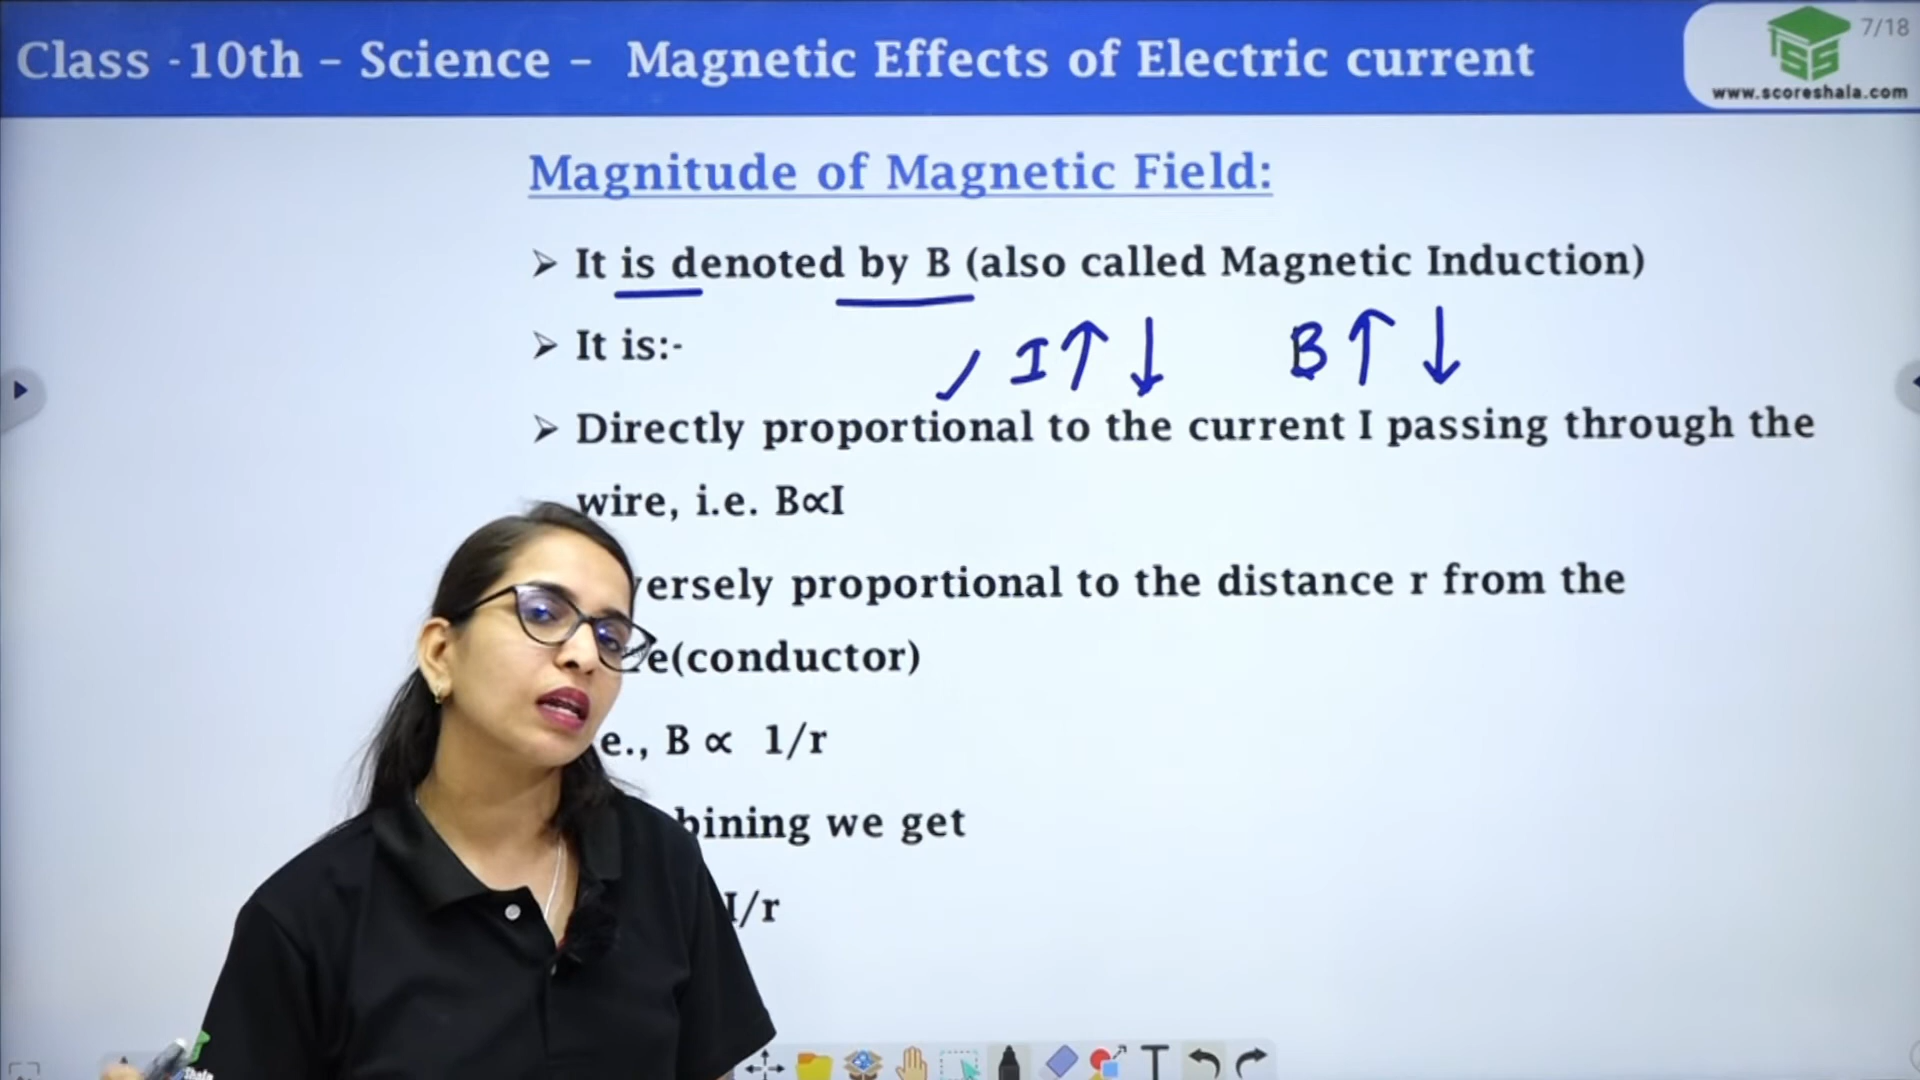 Class -10th – Science – Magnetic Effects of Electric current
7/18
www.scoreshala.com
Magnitude of Magnetic Field:
➢ It is denoted by B (also called Magnetic Induction)
➢ It is:-
I↑↓ B↑↓
➢ Directly proportional to the current I passing through the
wire, i.e. B∝I
versely proportional to the distance r from the
e(conductor)
e., B ∝ 1/r
bining we get
I/r